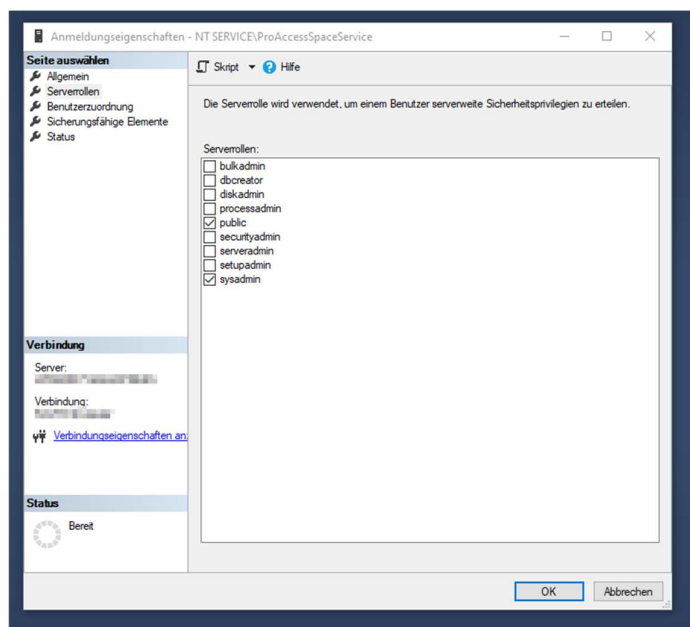 Anmeldungseigenschaften - NT SERVICE\ProAccessSpaceService
Seite auswählen
Allgemein
Serverrollen
Benutzerzuordnung
Sicherungsfähige Elemente
Status
Skript
Hilfe
Die Serverrolle wird verwendet, um einem Benutzer serverweite Sicherheitsprivilegien zu erteilen.
Serverrollen:
bulkadmin
dbcreator
diskadmin
processadmin
public
securityadmin
serveradmin
setupadmin
sysadmin
Verbindung
Server:
Verbindung:
Verbindungseigenschaften an
Status
Bereit
OK
Abbrechen